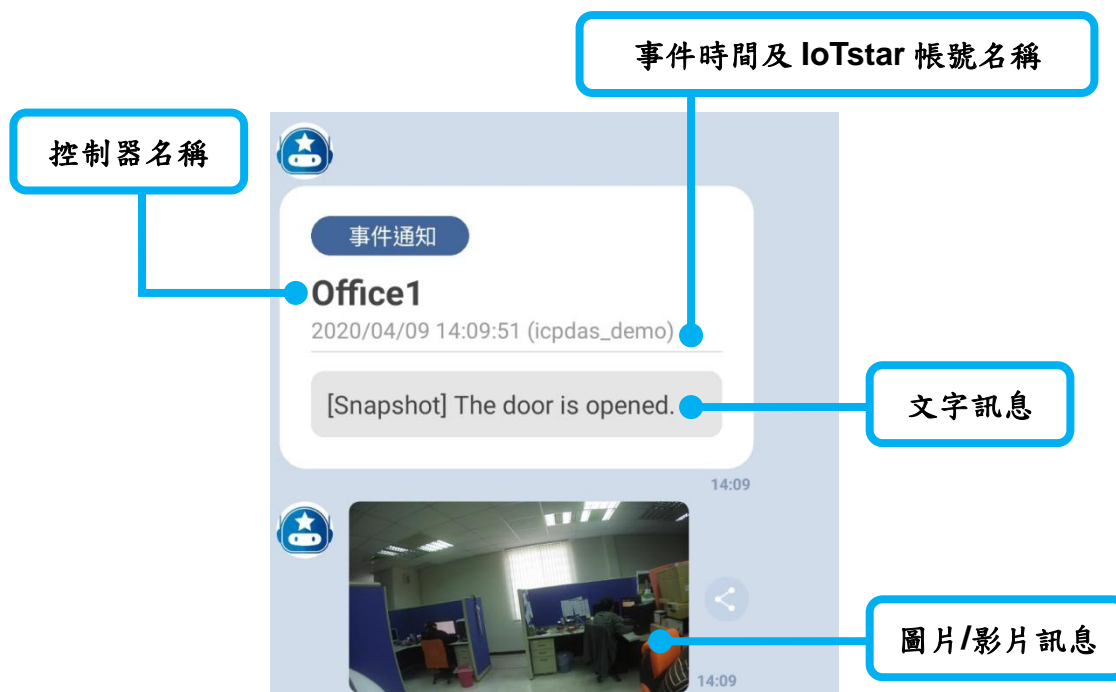 事件時間及 IoTstar 帳號名稱
控制器名稱
事件通知
Office1
2020/04/09 14:09:51 (icpdas_demo)
[Snapshot] The door is opened.
文字訊息
14:09
圖片/影片訊息
14:09